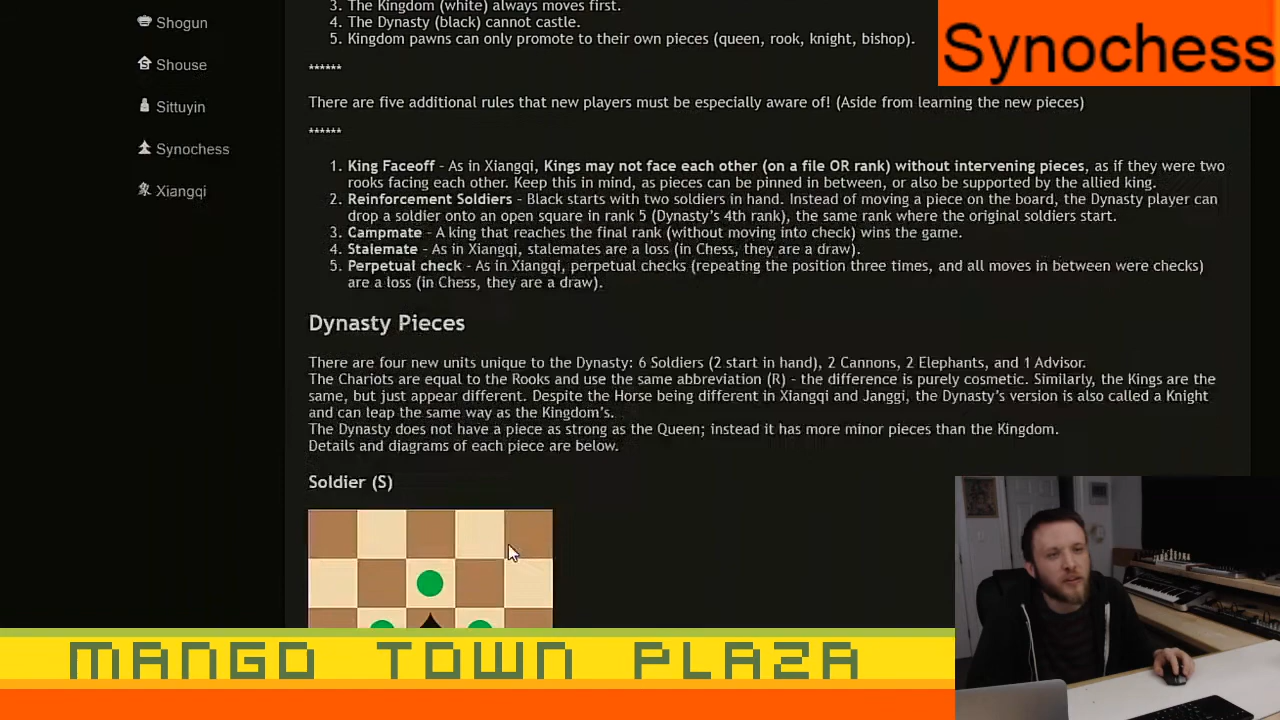 Synochess
Shogun
Shouse
Sittuyin
Synochess
Xiangqi
3. The Kingdom (white) always moves first.
4. The Dynasty (black) cannot castle.
5. Kingdom pawns can only promote to their own pieces (queen, rook, knight, bishop).
******
There are five additional rules that new players must be especially aware of! (Aside from learning the new pieces)
******
1. King Faceoff – As in Xiangqi, Kings may not face each other (on a file OR rank) without intervening pieces, as if they were two
rooks facing each other. Keep this in mind, as pieces can be pinned in between, or also be supported by the allied king.
2. Reinforcement Soldiers – Black starts with two soldiers in hand. Instead of moving a piece on the board, the Dynasty player can
drop a soldier onto an open square in rank 5 (Dynasty's 4th rank), the same rank where the original soldiers start.
3. Campmate – A king that reaches the final rank (without moving into check) wins the game.
4. Stalemate – As in Xiangqi, stalemates are a loss (in Chess, they are a draw).
5. Perpetual check – As in Xiangqi, perpetual checks (repeating the position three times, and all moves in between were checks)
are a loss (in Chess, they are a draw).
Dynasty Pieces
There are four new units unique to the Dynasty: 6 Soldiers (2 start in hand), 2 Cannons, 2 Elephants, and 1 Advisor.
The Chariots are equal to the Rooks and use the same abbreviation (R) – the difference is purely cosmetic. Similarly, the Kings are the
same, but just appear different. Despite the Horse being different in Xiangqi and Janggi, the Dynasty's version is also called a Knight
and can leap the same way as the Kingdom's.
The Dynasty does not have a piece as strong as the Queen; instead it has more minor pieces than the Kingdom.
Details and diagrams of each piece are below.
Soldier (S)
MANGO TOWN PLAZA